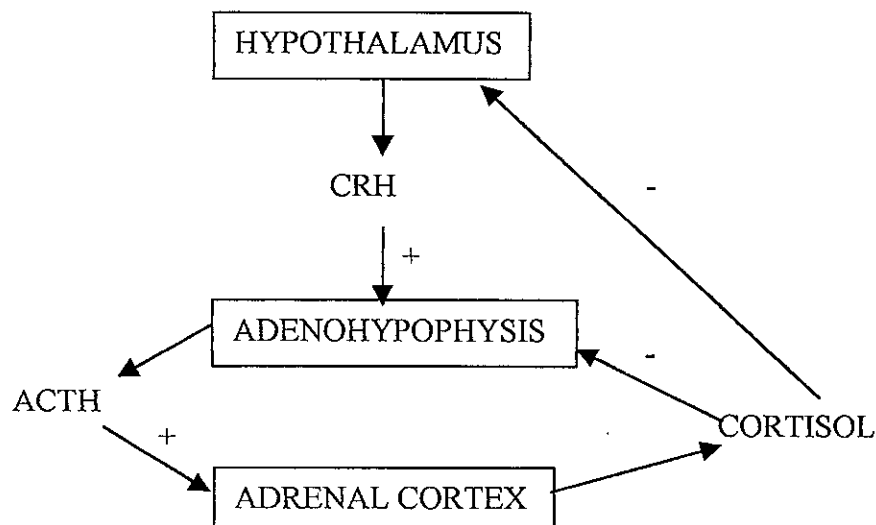 HYPOTHALAMUS
CRH
-
+
ADENOHYPOPHYSIS
-
ACTH
+
CORTISOL
ADRENAL CORTEX